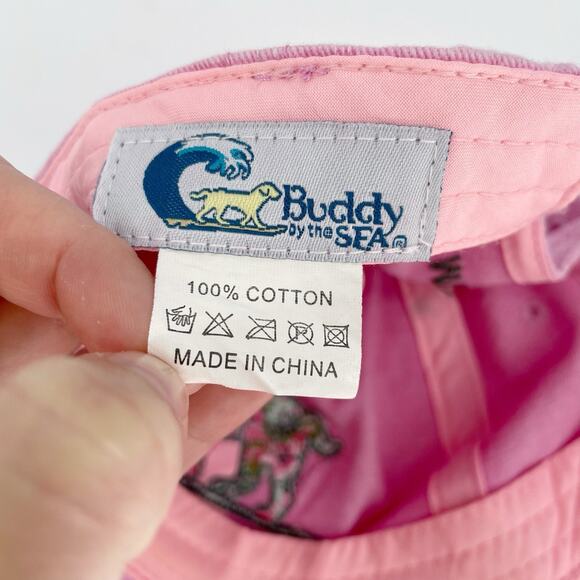 Buddy
by the SEA®
100% COTTON
MADE IN CHINA